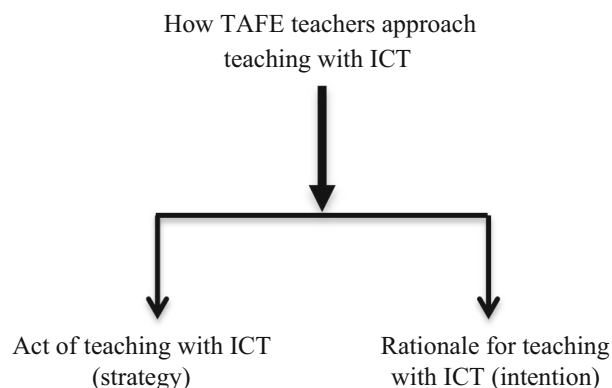 How TAFE teachers approach
teaching with ICT
Act of teaching with ICT
(strategy)
Rationale for teaching
with ICT (intention)